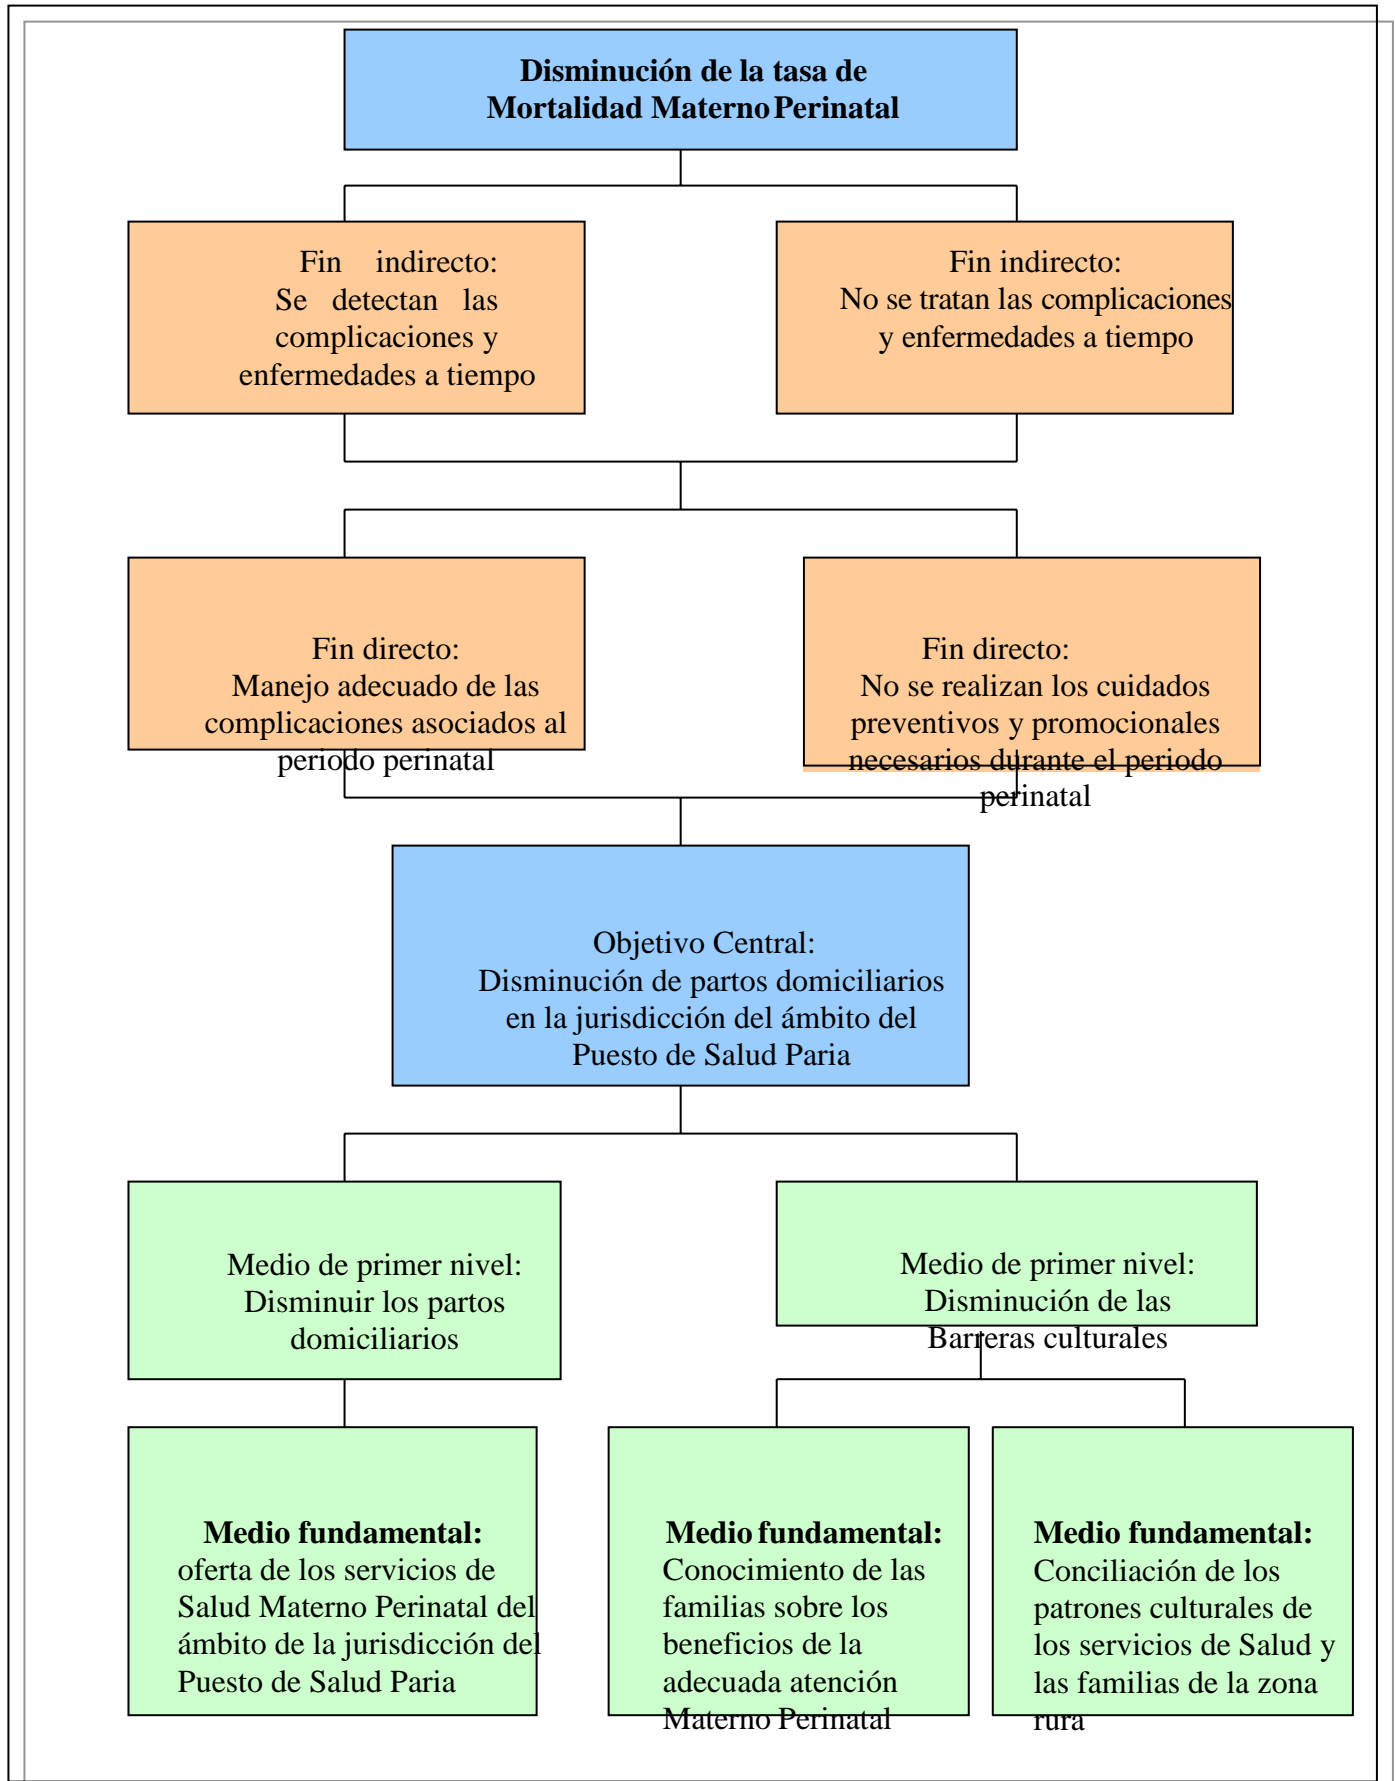 Disminución de la tasa de
Mortalidad Materno Perinatal
Fin indirecto:
Se detectan las
complicaciones y
enfermedades a tiempo
Fin indirecto:
No se tratan las complicaciones
y enfermedades a tiempo
Fin directo:
Manejo adecuado de las
complicaciones asociados al
periodo perinatal
Fin directo:
No se realizan los cuidados
preventivos y promocionales
necesarios durante el periodo
perinatal
Objetivo Central:
Disminución de partos domiciliarios
en la jurisdicción del ámbito del
Puesto de Salud Paria
Medio de primer nivel:
Disminuir los partos
domiciliarios
Medio de primer nivel:
Disminución de las
Barreras culturales
Medio fundamental:
oferta de los servicios de
Salud Materno Perinatal del
ámbito de la jurisdicción del
Puesto de Salud Paria
Medio fundamental:
Conocimiento de las
familias sobre los
beneficios de la
adecuada atención
Materno Perinatal
Medio fundamental:
Conciliación de los
patrones culturales de
los servicios de Salud y
las familias de la zona
rura